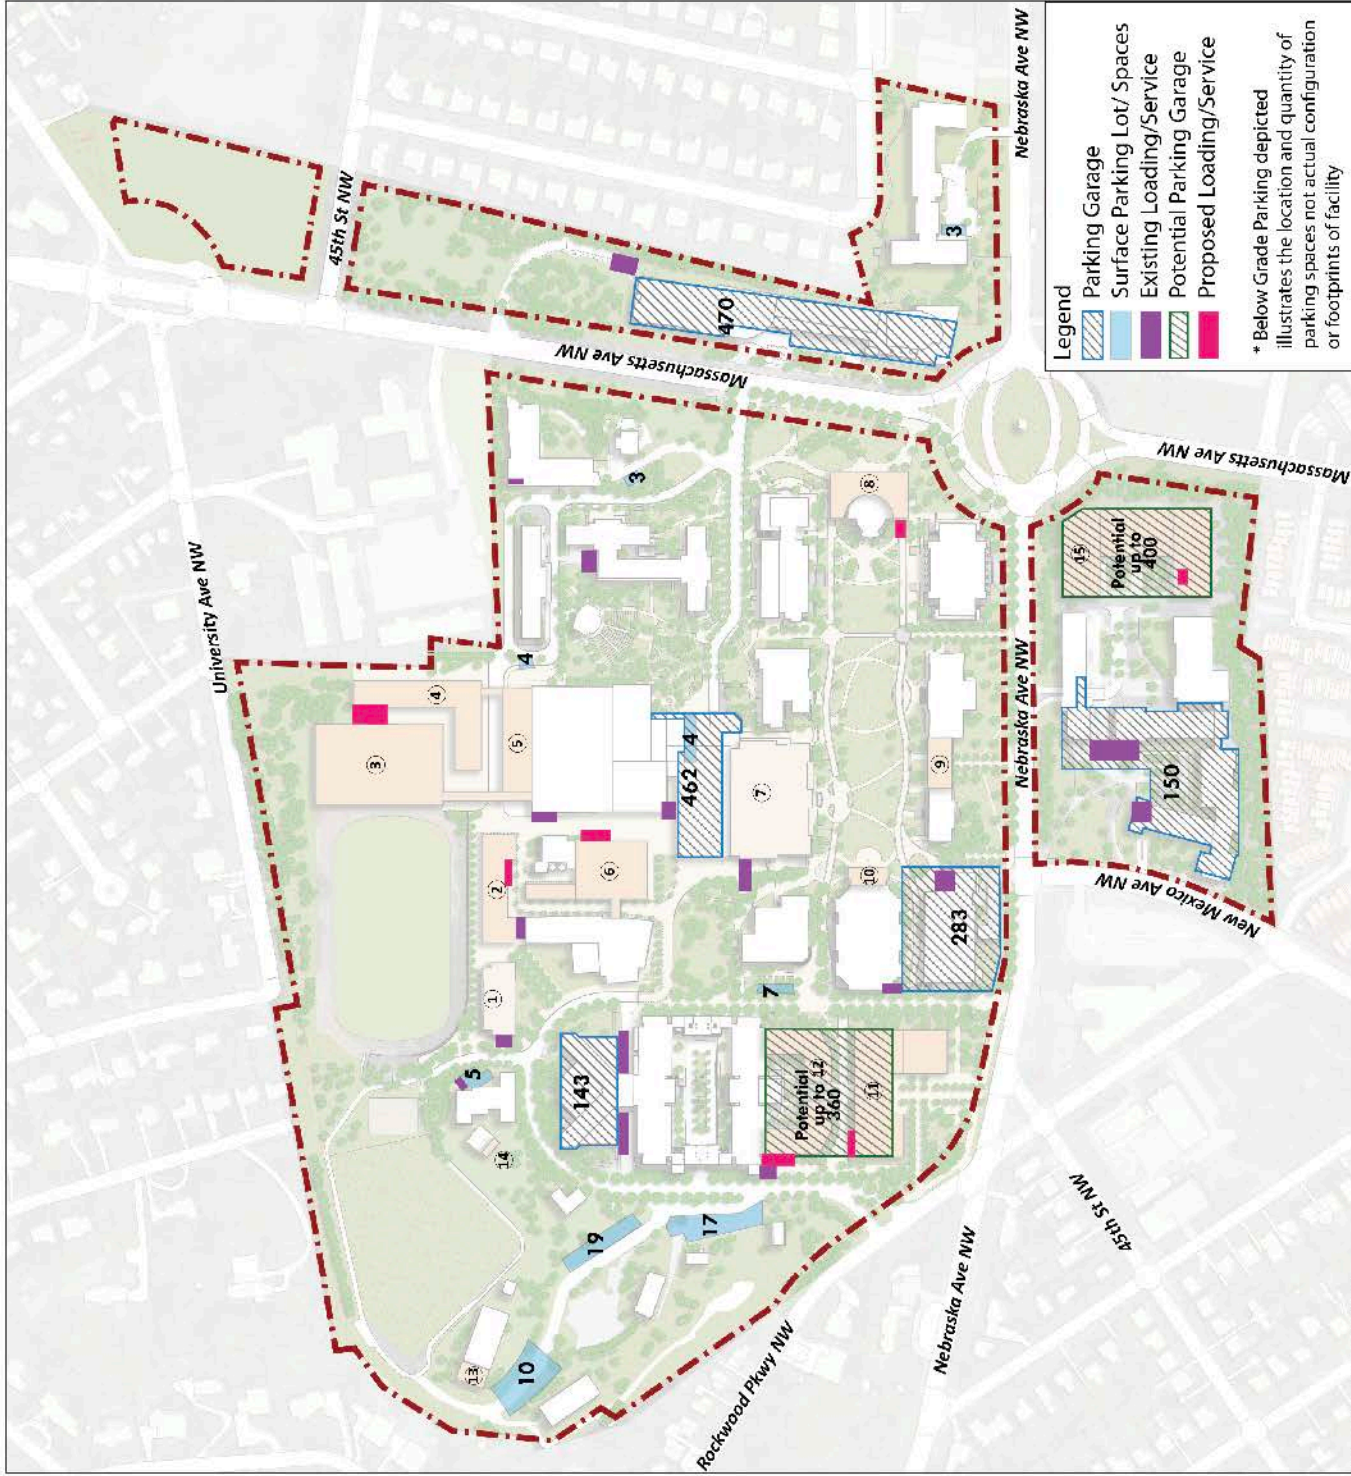 Nebraska Ave NW
45th St NW
3
470
Massachusetts Ave NW
3
8
Massachusetts Ave NW
15
Potential
up to
400
University Ave NW
4
4
3
5
4
462
7
9
Nebraska Ave NW
150
2
6
10
283
New Mexico Ave NW
1
7
5
143
Potential
up to 12
360
11
14
19
17
45th St NW
Nebraska Ave NW
13
10
Rockwood Pkwy NW
Legend
Parking Garage
Surface Parking Lot/ Spaces
Existing Loading/Service
Potential Parking Garage
Proposed Loading/Service
* Below Grade Parking depicted
illustrates the location and quantity of
parking spaces not actual configuration
or footprints of facility